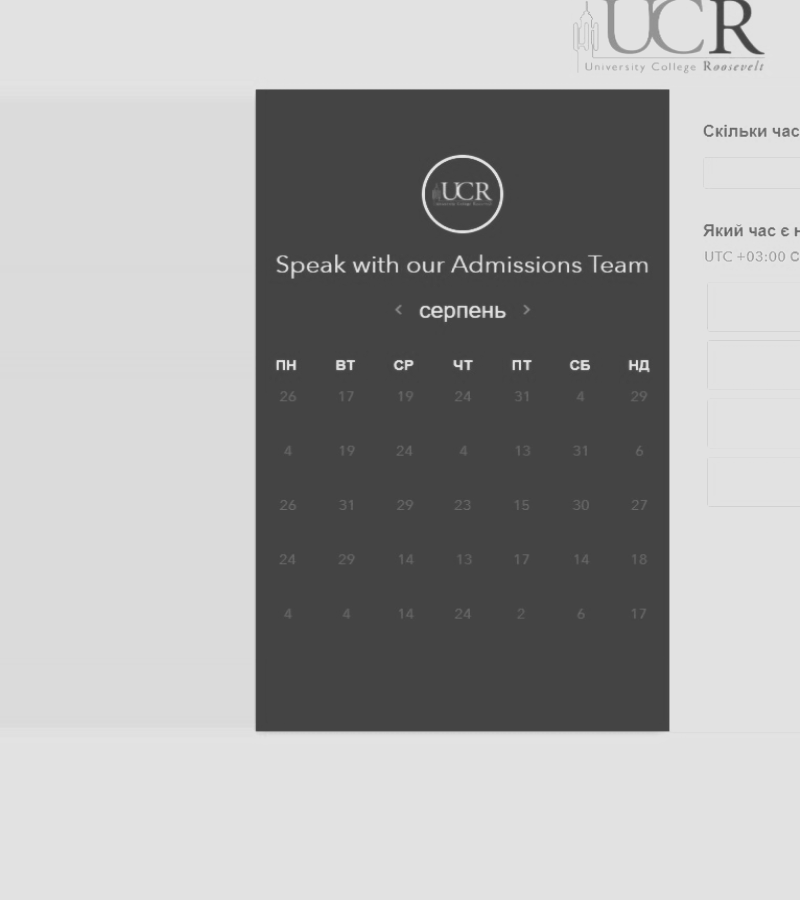 UCR
University College Roosevelt
UCR
University College Roosevelt
Speak with our Admissions Team
< серпень >
ПН ВТ СР ЧТ ПТ СБ НД
26 17 19 24 31 4 29
4 19 24 4 13 31 6
26 31 29 23 15 30 27
24 29 14 13 17 14 18
4 4 14 24 2 6 17
Скільки час
Який час є н
UTC +03:00 С